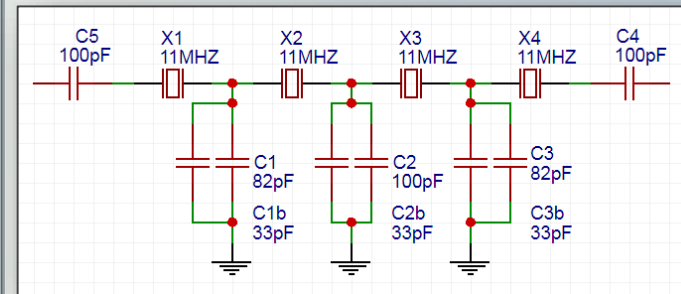 C5
100pF
X1
11MHZ
X2
11MHZ
X3
11MHZ
X4
11MHZ
C4
100pF
C1
82pF
C1b
33pF
C2
100pF
C2b
33pF
C3
82pF
C3b
33pF